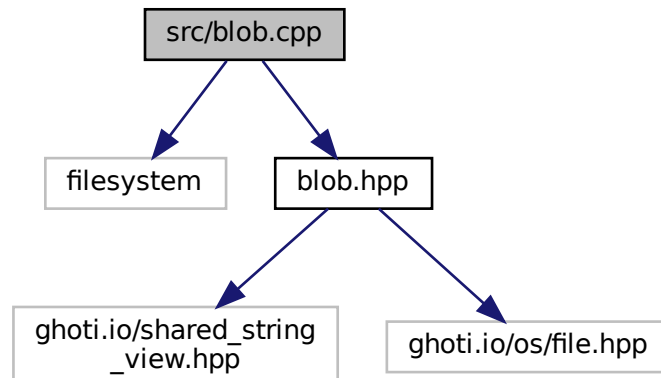 src/blob.cpp
filesystem
blob.hpp
ghoti.io/shared_string
_view.hpp
ghoti.io/os/file.hpp